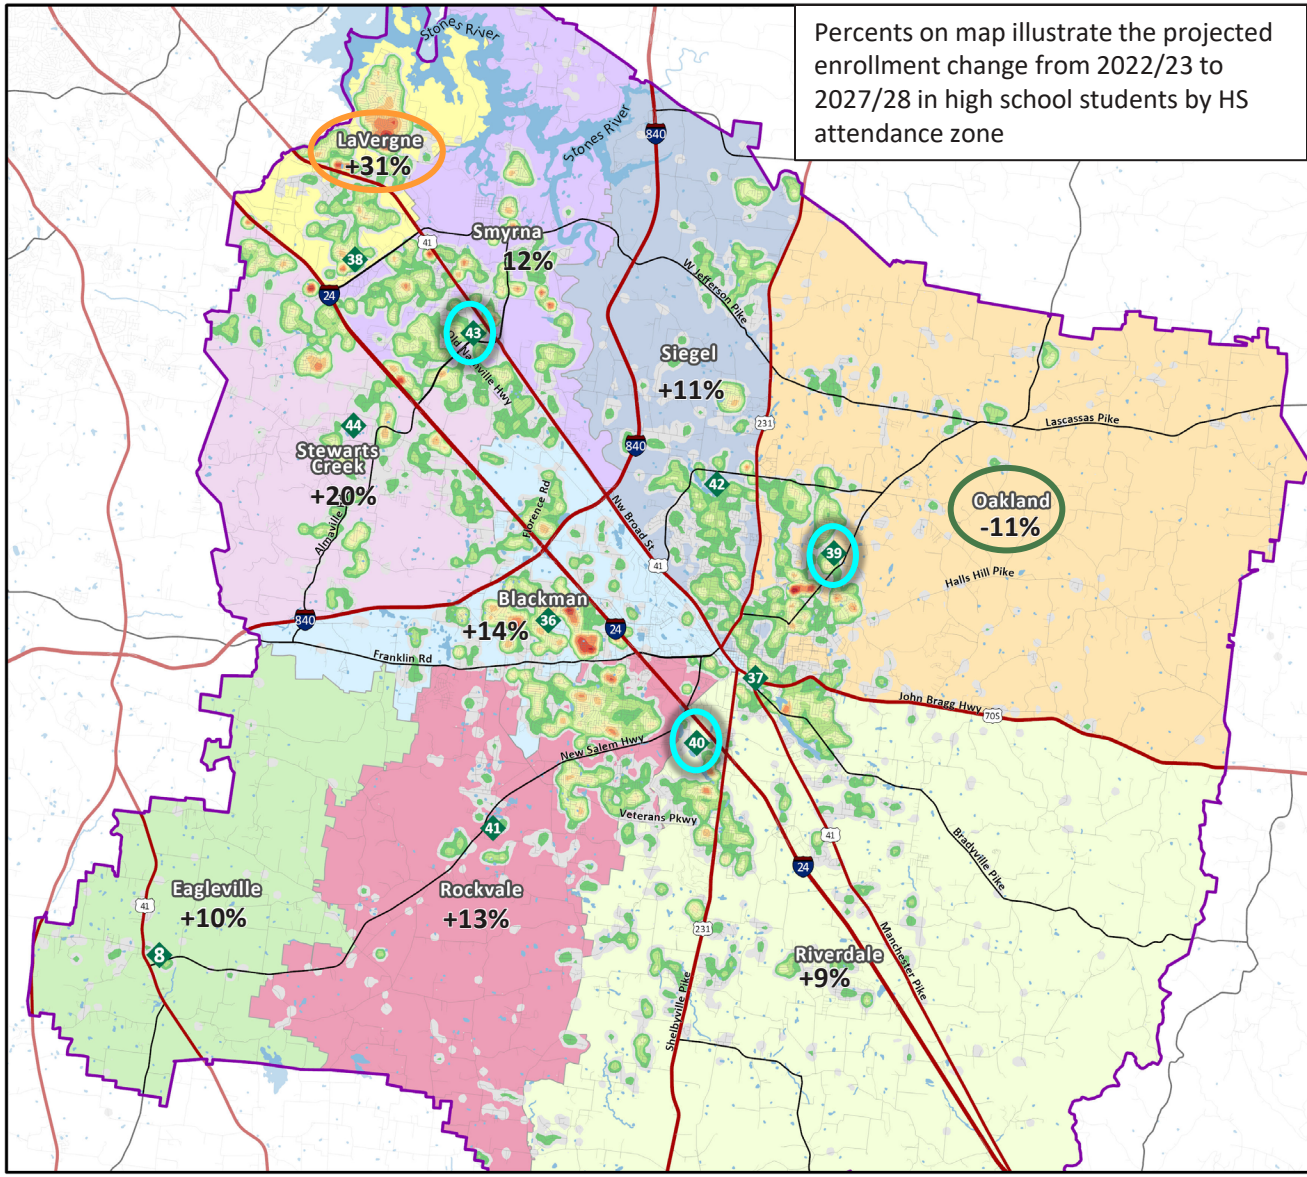 Percents on map illustrate the projected
enrollment change from 2022/23 to
2027/28 in high school students by HS
attendance zone
Stones River
Stones River
840
LaVergne
+31%
41
Smyrna
12%
38
24
W Jefferson Pike
43
Old Nashville Hwy
Siegel
+11%
231
Lascassas Pike
44
Stewarts
Creek
+20%
Almaville
840
42
Florence Rd
Nw Broad St
Oakland
-11%
39
41
Halls Hill Pike
Blackman
+14%
36
24
840
Franklin Rd
37
John Bragg Hwy
70S
40
New Salem Hwy
Veterans Pkwy
41
41
24
Bradyville Pike
Eagleville
+10%
41
Rockvale
+13%
231
8
Riverdale
+9%
Manchester Pike
Shelbyville Pike